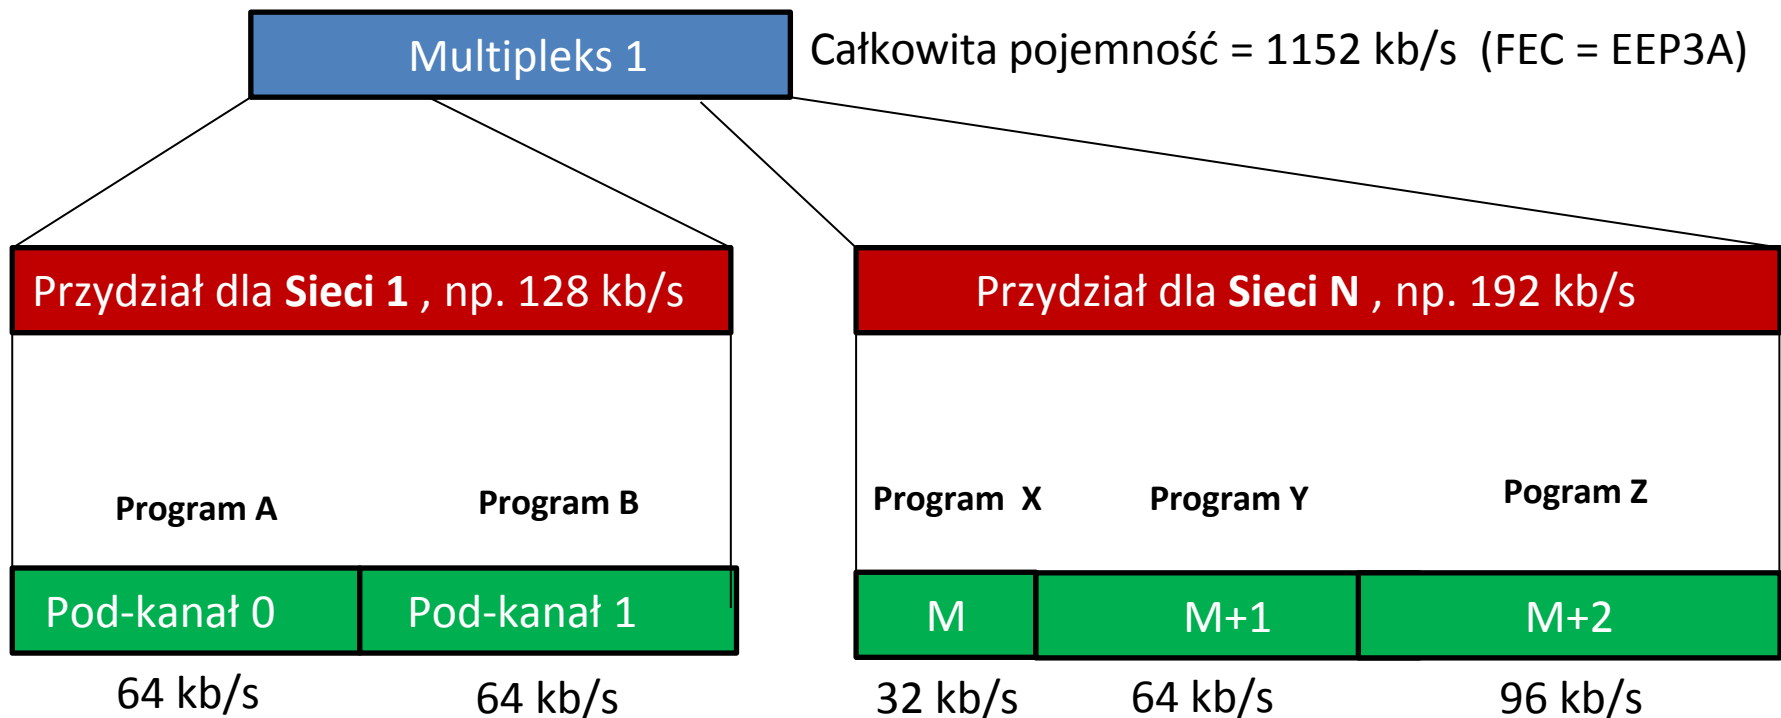 Multipleks 1
Całkowita pojemność = 1152 kb/s (FEC = EEP3A)
Przydział dla Sieci 1 , np. 128 kb/s
Przydział dla Sieci N , np. 192 kb/s
Program A
Program B
Program X
Program Y
Pogram Z
Pod-kanał 0
Pod-kanał 1
M
M+1
M+2
64 kb/s
64 kb/s
32 kb/s
64 kb/s
96 kb/s